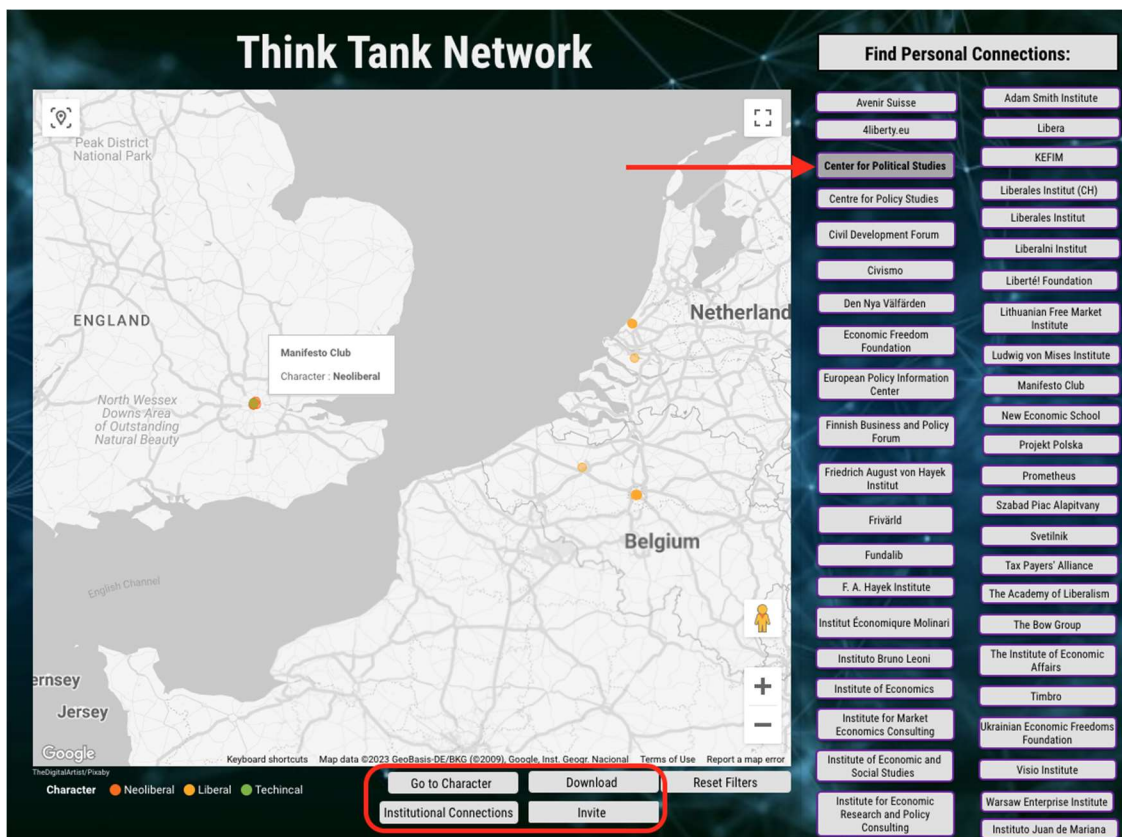 Think Tank Network
Find Personal Connections:
Peak District
National Park
ENGLAND
North Wessex
Downs Area
of Outstanding
Natural Beauty
Manifesto Club
Character : Neoliberal
Netherland
Belgium
English Channel
ernsey
Jersey
Google
Keyboard shortcuts Map data ©2023 GeoBasis-DE/BKG (©2009), Google, Inst. Geogr. Nacional Terms of Use Report a map error
TheDigitalArtist/Pixaby
Character Neoliberal Liberal Techincal
Go to Character
Download
Reset Filters
Institutional Connections
Invite
Avenir Suisse
4liberty.eu
Center for Political Studies
Centre for Policy Studies
Civil Development Forum
Civismo
Den Nya Välfärden
Economic Freedom
Foundation
European Policy Information
Center
Finnish Business and Policy
Forum
Friedrich August von Hayek
Institut
Frivärld
Fundalib
F. A. Hayek Institute
Institut Économiqure Molinari
Instituto Bruno Leoni
Institute of Economics
Institute for Market
Economics Consulting
Institute of Economic and
Social Studies
Institute for Economic
Research and Policy
Consulting
Adam Smith Institute
Libera
KEFIM
Liberales Institut (CH)
Liberales Institut
Liberalni Institut
Liberté! Foundation
Lithuanian Free Market
Institute
Ludwig von Mises Institute
Manifesto Club
New Economic School
Projekt Polska
Prometheus
Szabad Piac Alapitvany
Svetilnik
Tax Payers' Alliance
The Academy of Liberalism
The Bow Group
The Institute of Economic
Affairs
Timbro
Ukrainian Economic Freedoms
Foundation
Visio Institute
Warsaw Enterprise Institute
Instituto Juan de Mariana